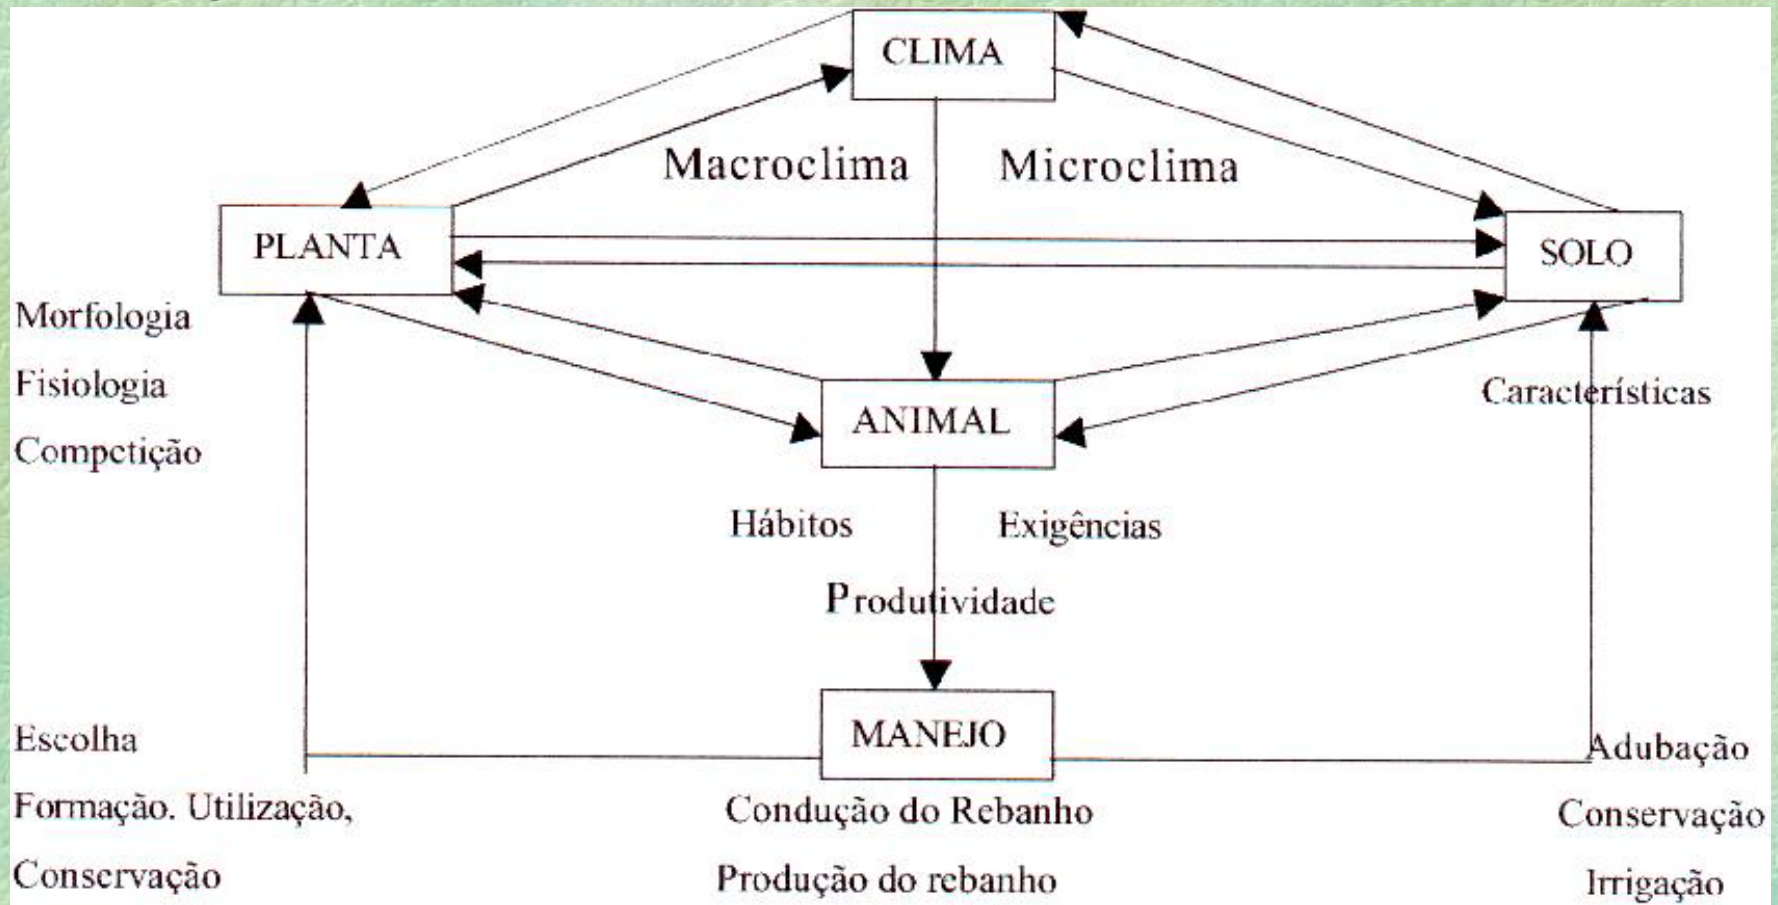 CLIMA
Macroclima Microclima
PLANTA
SOLO
Morfologia
Fisiologia
Competição
Características
ANIMAL
Hábitos Exigências
Produtividade
MANEJO
Escolha
Formação. Utilização,
Conservação
Condução do Rebanho
Produção do rebanho
Adubação
Conservação
Irrigação